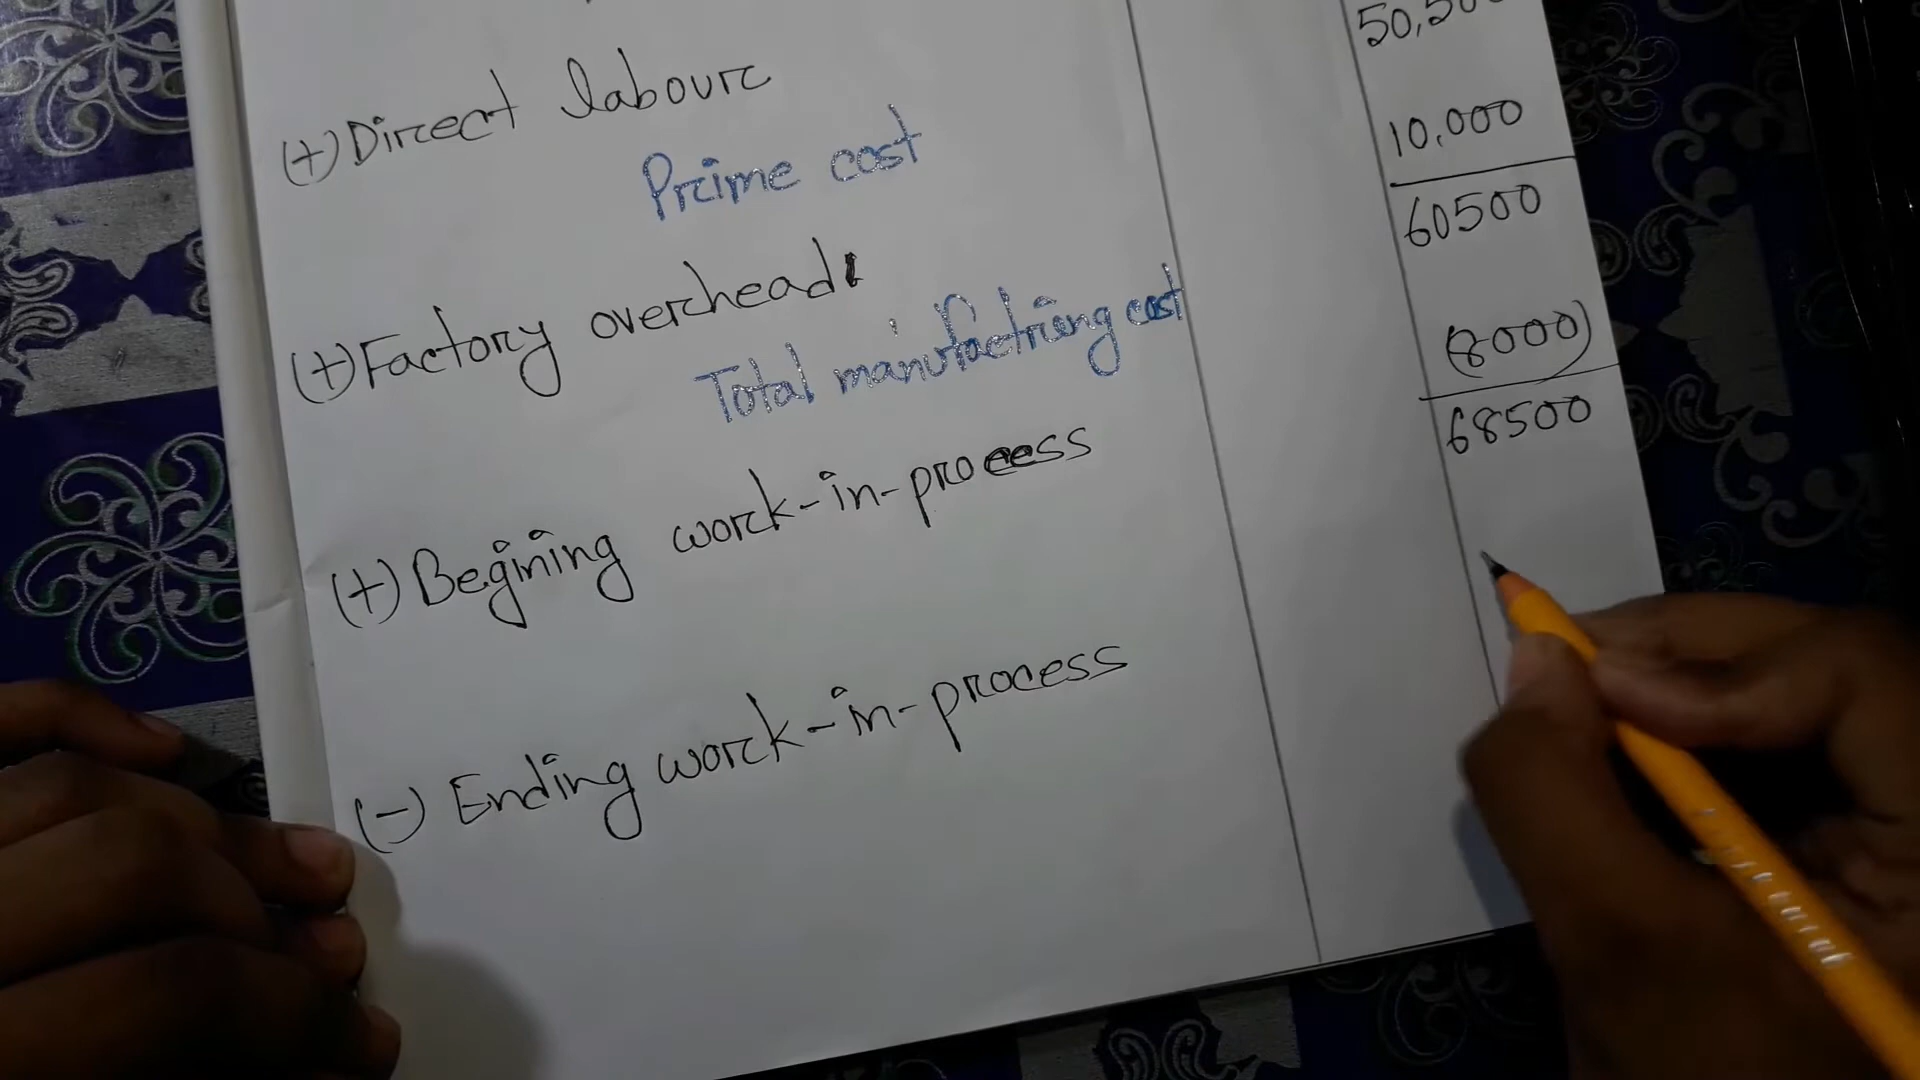 50,50
(+) Direct labour 10,000
Prime cost 60500
(+) Factory overhead (8000)
Total manufactring cost 68500
(+) Begining work-in-process
(-) Ending work-in-process